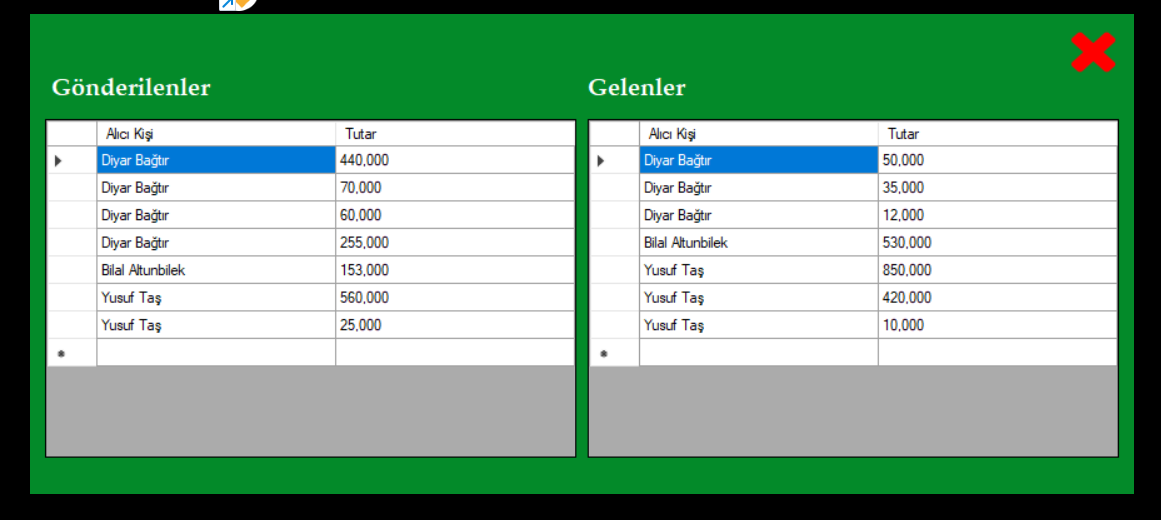 Gönderilenler
Alıcı Kişi Tutar
Diyar Bağtır 440,000
Diyar Bağtır 70,000
Diyar Bağtır 60,000
Diyar Bağtır 255,000
Bilal Altunbilek 153,000
Yusuf Taş 560,000
Yusuf Taş 25,000
Gelenler
Alıcı Kişi Tutar
Diyar Bağtır 50,000
Diyar Bağtır 35,000
Diyar Bağtır 12,000
Bilal Altunbilek 530,000
Yusuf Taş 850,000
Yusuf Taş 420,000
Yusuf Taş 10,000